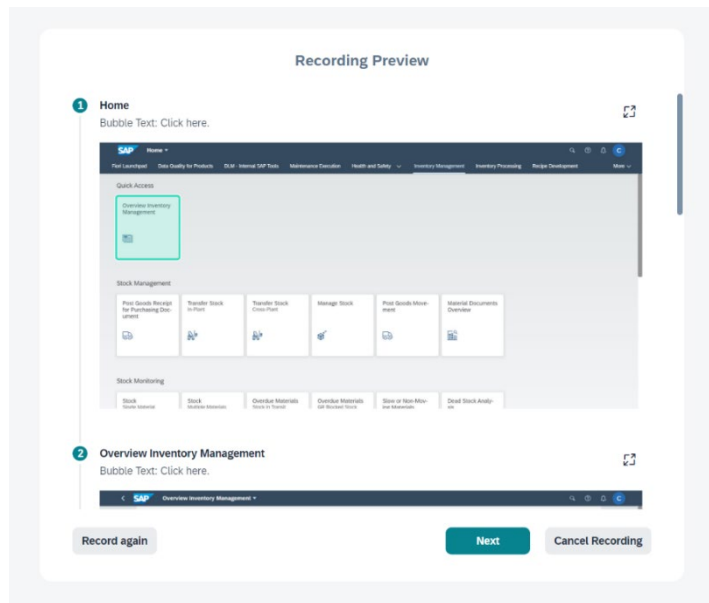 Recording Preview
1 Home
Bubble Text: Click here.
SAP Home
Fiori Launchpad Data Quality for Products DLM - Internal SAP Tools Maintenance Execution Health and Safety Inventory Management Inventory Processing Recipe Development More
Quick Access
Overview Inventory
Management
Stock Management
Post Goods Receipt
for Purchasing Doc-
ument
Transfer Stock
In-Plant
Transfer Stock
Cross-Plant
Manage Stock
Post Goods Move-
ment
Material Documents
Overview
Stock Monitoring
Stock
Single Material
Stock
Multiple Materials
Overdue Materials
Stock in Transit
Overdue Materials
GR Blocked Stock
Slow or Non-Mov-
ing Materials
Dead Stock Analy-
sis
2 Overview Inventory Management
Bubble Text: Click here.
SAP Overview Inventory Management
Record again Next Cancel Recording